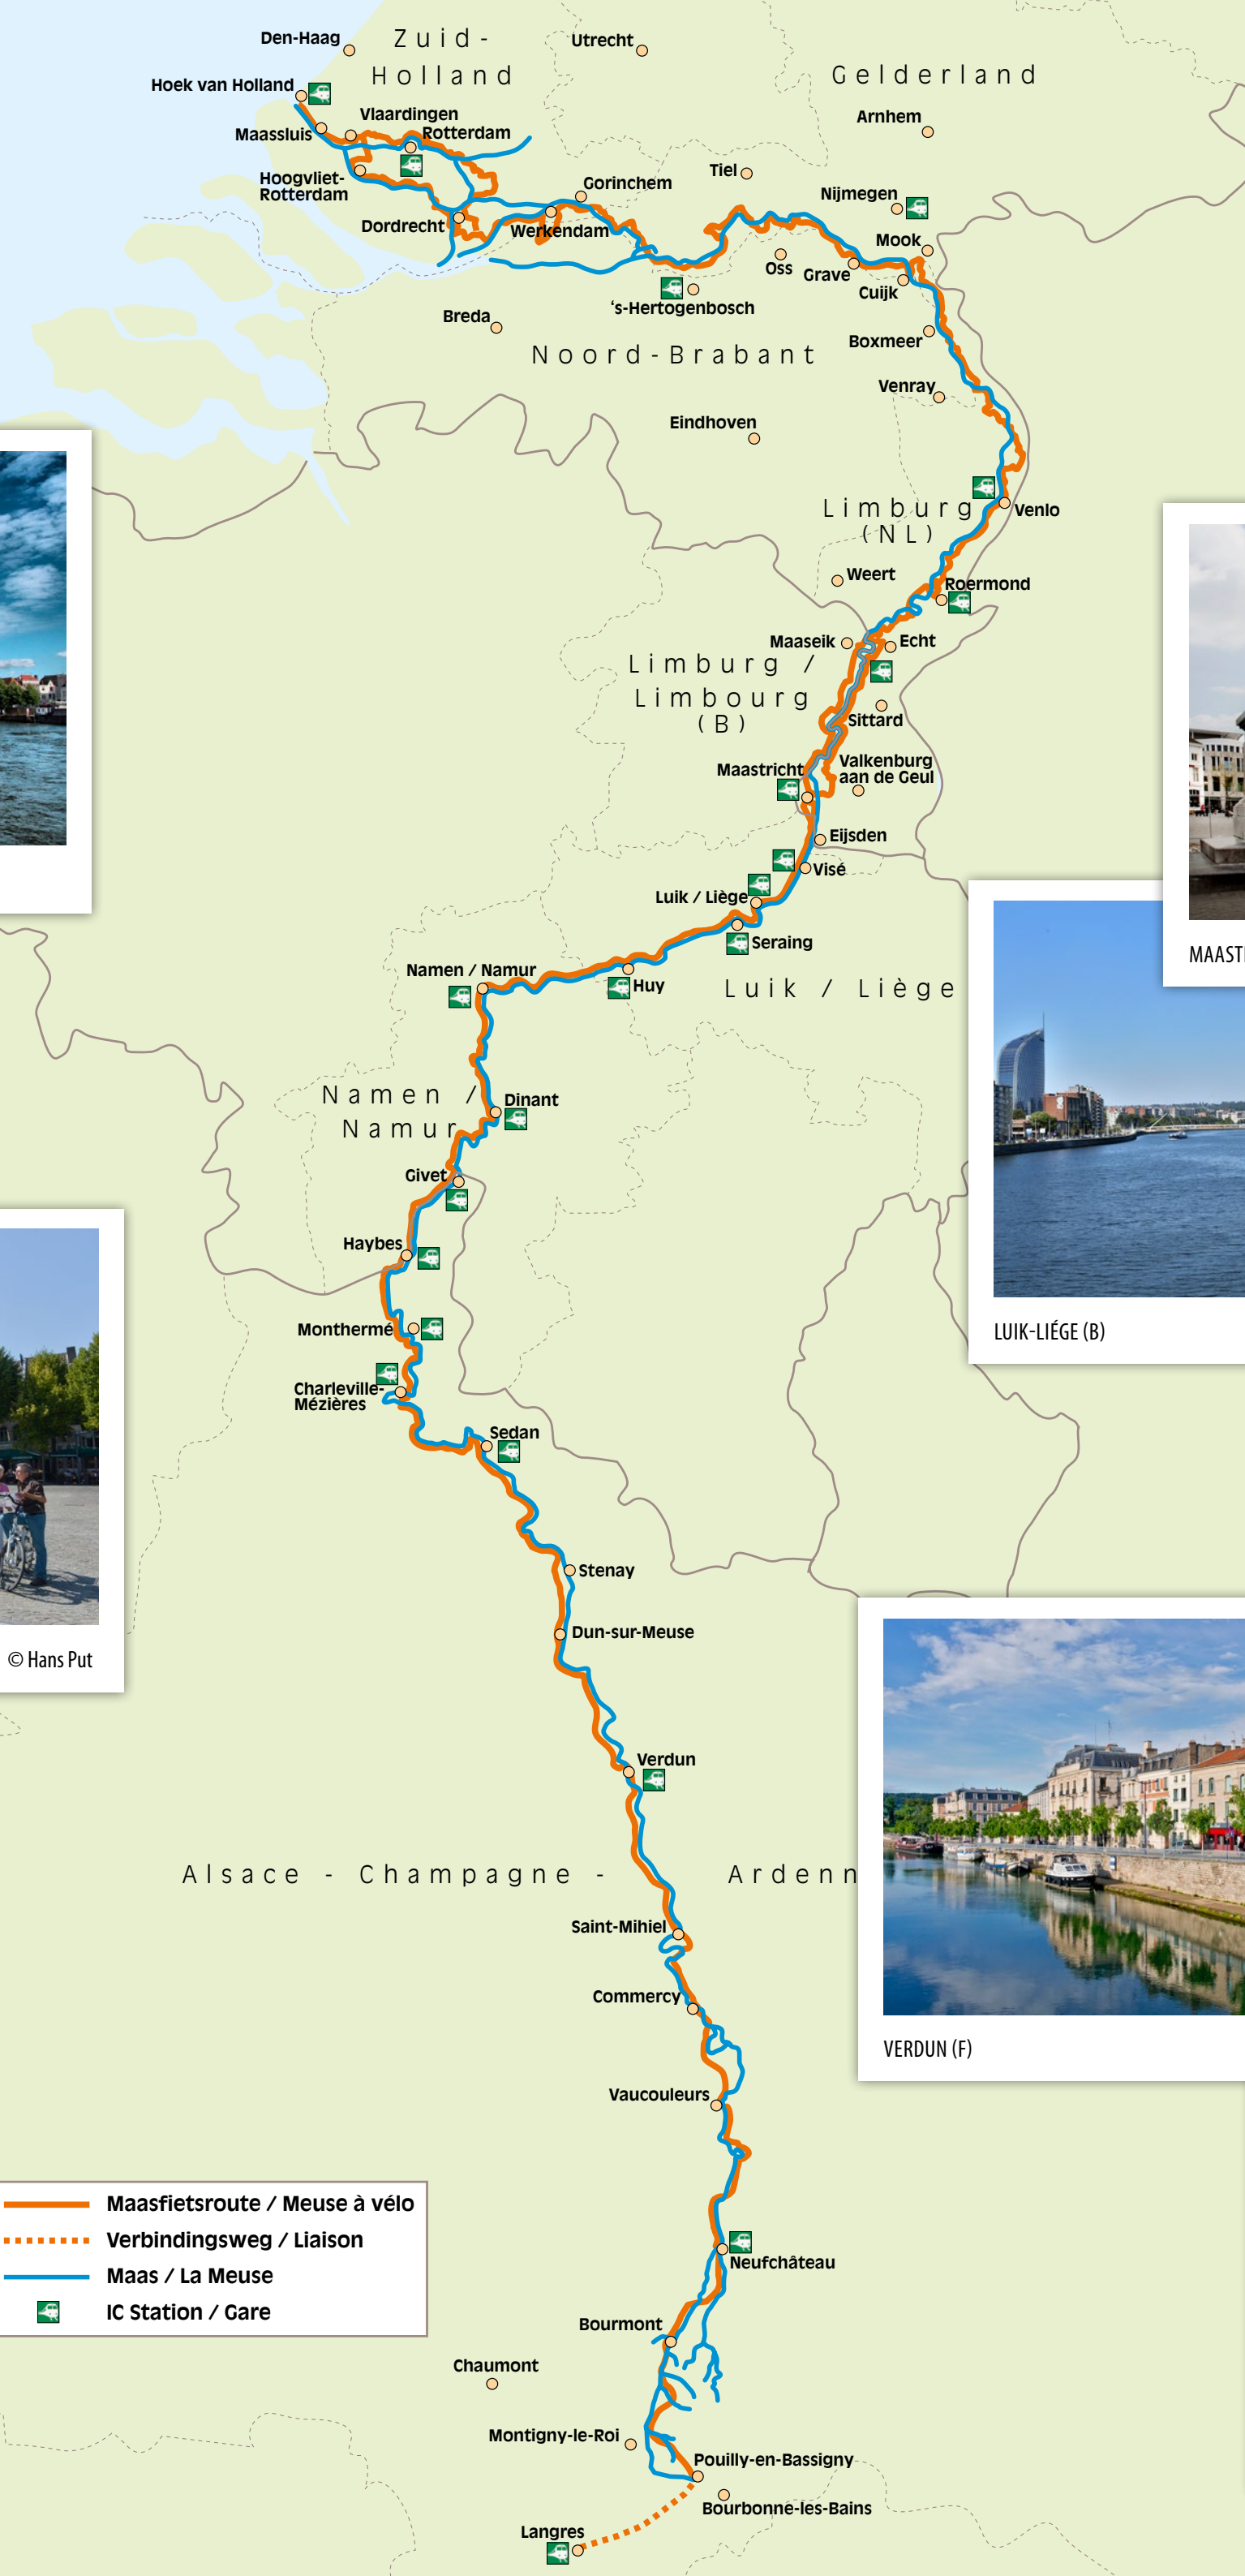 Den-Haag
Zuid-
Holland
Utrecht
Gelderland
Hoek van Holland
Vlaardingen
Arnhem
Maassluis
Rotterdam
Hoogvliet-
Rotterdam
Tiel
Gorinchem
Nijmegen
Dordrecht
Werkendam
Mook
Oss
Grave
Cuijk
's-Hertogenbosch
Breda
Boxmeer
Noord-Brabant
Venray
Eindhoven
Limburg
(NL)
Venlo
Weert
Roermond
Maaseik
Echt
Limburg /
Limbourg
(B)
Sittard
Maastricht
Valkenburg
aan de Geul
Eijsden
Visé
Luik / Liège
Seraing
MAAST
Namen / Namur
Huy
Luik / Liège
Namen /
Namur
Dinant
Givet
Haybes
Monthermé
LUIK-LIÉGE (B)
Charleville-
Mézières
Sedan
Stenay
Dun-sur-Meuse
© Hans Put
Verdun
Alsace - Champagne - Ardenn
Saint-Mihiel
Commercy
VERDUN (F)
Vaucouleurs
Maasfietsroute / Meuse à vélo
Verbindingsweg / Liaison
Maas / La Meuse
IC Station / Gare
Neufchâteau
Bourmont
Chaumont
Montigny-le-Roi
Pouilly-en-Bassigny
Bourbonne-les-Bains
Langres